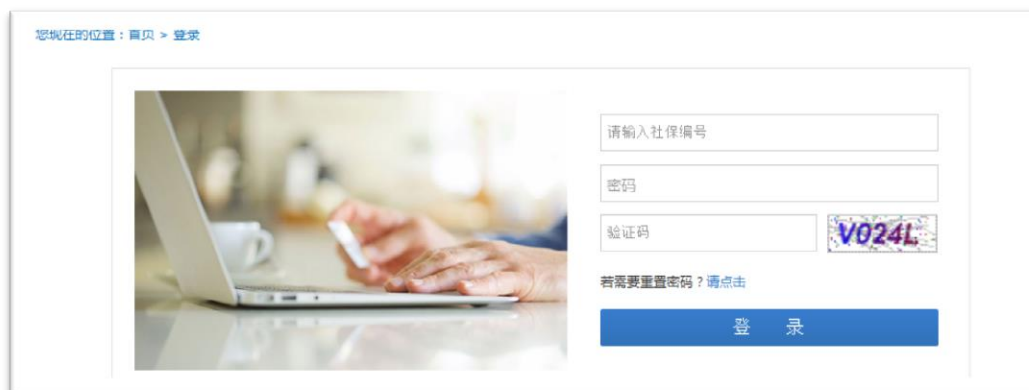 您现在的位置：首页 > 登录
请输入社保编号
密码
验证码
V024L
若需要重置密码？请点击
登 录